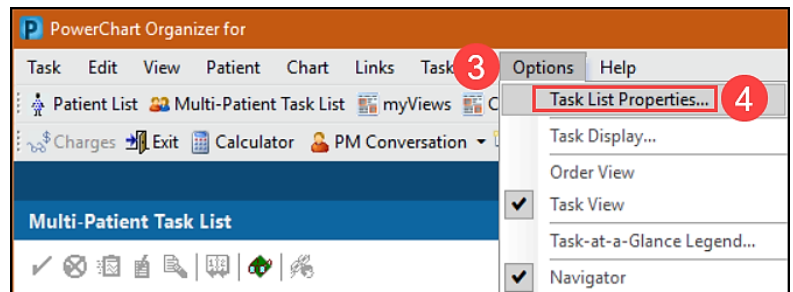 PowerChart Organizer for
Task Edit View Patient Chart Links Task 3 Options Help
Patient List Multi-Patient Task List myViews C
Task List Properties... 4
Charges Exit Calculator PM Conversation
Task Display...
Order View
Task View
Multi-Patient Task List
Task-at-a-Glance Legend...
Navigator